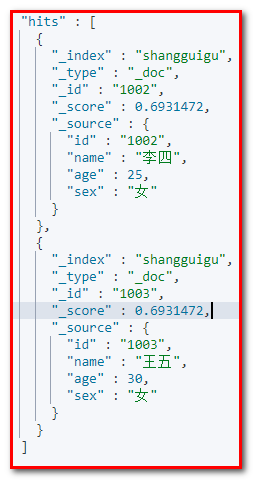 "hits" : [
{
"_index" : "shangguigu",
"_type" : "_doc",
"_id" : "1002",
"_score" : 0.6931472,
"_source" : {
"id" : "1002",
"name" : "李四",
"age" : 25,
"sex" : "女"
}
},
{
"_index" : "shangguigu",
"_type" : "_doc",
"_id" : "1003",
"_score" : 0.6931472,
"_source" : {
"id" : "1003",
"name" : "王五",
"age" : 30,
"sex" : "女"
}
}
]